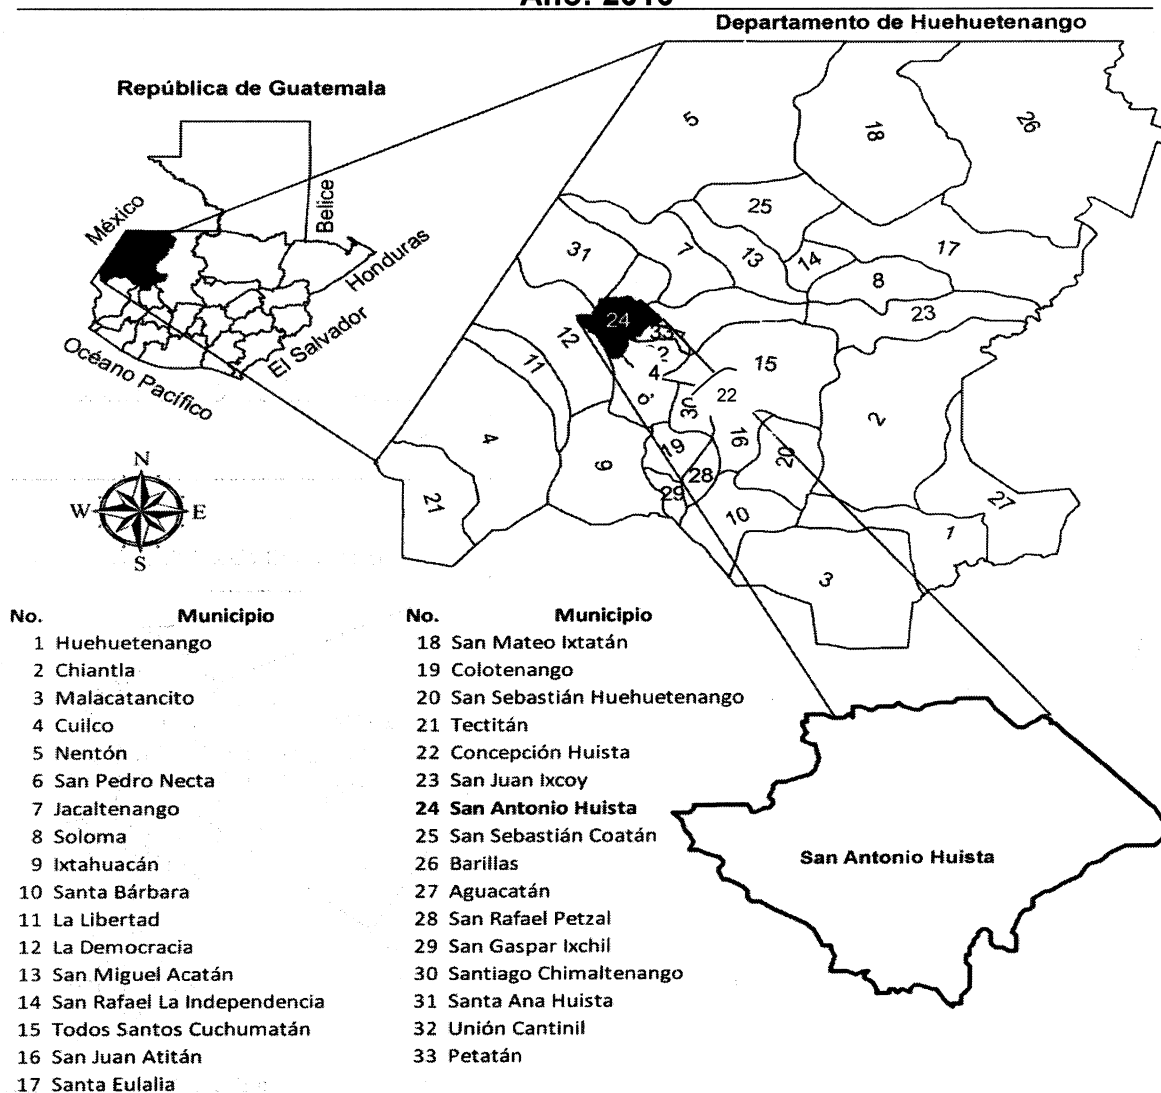 Departamento de Huehuetenango
República de Guatemala
México
Belice
Honduras
El Salvador
Océano Pacífico
N
W E
S
5
18
26
25
31
7
13
14
17
8
23
24
33
12
11
15
2
4
22
30
16
2
4
9
19
20
28
29
21
10
27
1
3
No. Municipio
1 Huehuetenango
2 Chiantla
3 Malacatancito
4 Cuilco
5 Nentón
6 San Pedro Necta
7 Jacaltenango
8 Soloma
9 Ixtahuacán
10 Santa Bárbara
11 La Libertad
12 La Democracia
13 San Miguel Acatán
14 San Rafael La Independencia
15 Todos Santos Cuchumatán
16 San Juan Atitán
17 Santa Eulalia
No. Municipio
18 San Mateo Ixtatán
19 Colotenango
20 San Sebastián Huehuetenango
21 Tectitán
22 Concepción Huista
23 San Juan Ixcoy
24 San Antonio Huista
25 San Sebastián Coatán
26 Barillas
27 Aguacatán
28 San Rafael Petzal
29 San Gaspar Ixchil
30 Santiago Chimaltenango
31 Santa Ana Huista
32 Unión Cantinil
33 Petatán
San Antonio Huista